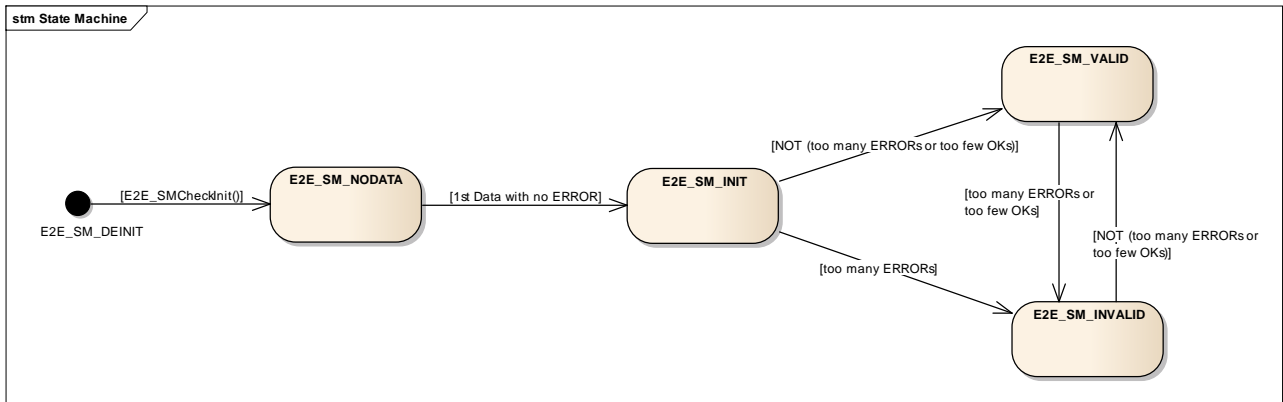 stm State Machine
E2E_SM_VALID
[NOT (too many ERRORs or too few OKs)]
E2E_SM_NODATA
E2E_SM_INIT
[E2E_SMCheckInit()]
[1st Data with no ERROR]
[too many ERRORs or
too few OKs]
E2E_SM_DEINIT
[NOT (too many ERRORs or
too few OKs)]
[too many ERRORs]
E2E_SM_INVALID